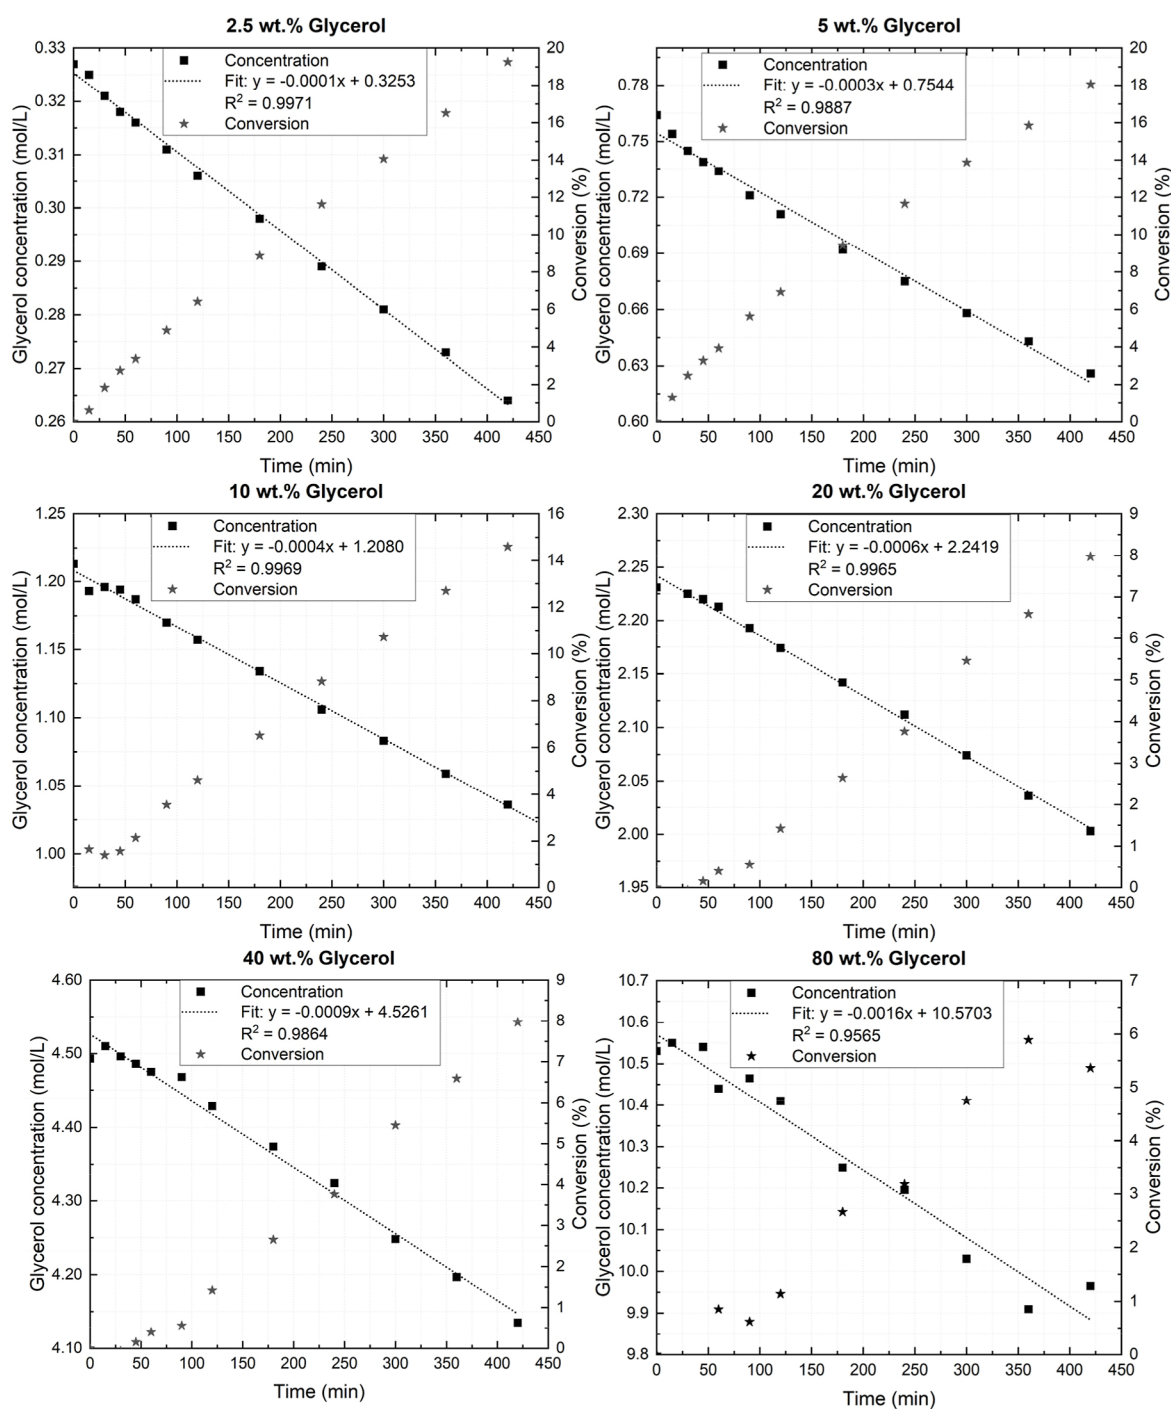 2.5 wt.% Glycerol
Concentration
Fit: y = -0.0001x + 0.3253
R² = 0.9971
Conversion
Glycerol concentration (mol/L)
0.33
0.32
0.31
0.30
0.29
0.28
0.27
0.26
Conversion (%)
20
18
16
14
12
10
8
6
4
2
0
0 50 100 150 200 250 300 350 400 450
Time (min)
5 wt.% Glycerol
Concentration
Fit: y = -0.0003x + 0.7544
R² = 0.9887
Conversion
Glycerol concentration (mol/L)
0.78
0.75
0.72
0.69
0.66
0.63
0.60
Conversion (%)
20
18
16
14
12
10
8
6
4
2
0
0 50 100 150 200 250 300 350 400 450
Time (min)
10 wt.% Glycerol
Concentration
Fit: y = -0.0004x + 1.2080
R² = 0.9969
Conversion
Glycerol concentration (mol/L)
1.25
1.20
1.15
1.10
1.05
1.00
Conversion (%)
16
14
12
10
8
6
4
2
0
0 50 100 150 200 250 300 350 400 450
Time (min)
20 wt.% Glycerol
Concentration
Fit: y = -0.0006x + 2.2419
R² = 0.9965
Conversion
Glycerol concentration (mol/L)
2.30
2.25
2.20
2.15
2.10
2.05
2.00
1.95
Conversion (%)
9
8
7
6
5
4
3
2
1
0
0 50 100 150 200 250 300 350 400 450
Time (min)
40 wt.% Glycerol
Concentration
Fit: y = -0.0009x + 4.5261
R² = 0.9864
Conversion
Glycerol concentration (mol/L)
4.60
4.50
4.40
4.30
4.20
4.10
Conversion (%)
9
8
7
6
5
4
3
2
1
0
0 50 100 150 200 250 300 350 400 450
Time (min)
80 wt.% Glycerol
Concentration
Fit: y = -0.0016x + 10.5703
R² = 0.9565
Conversion
Glycerol concentration (mol/L)
10.7
10.6
10.5
10.4
10.3
10.2
10.1
10.0
9.9
9.8
Conversion (%)
7
6
5
4
3
2
1
0
0 50 100 150 200 250 300 350 400 450
Time (min)